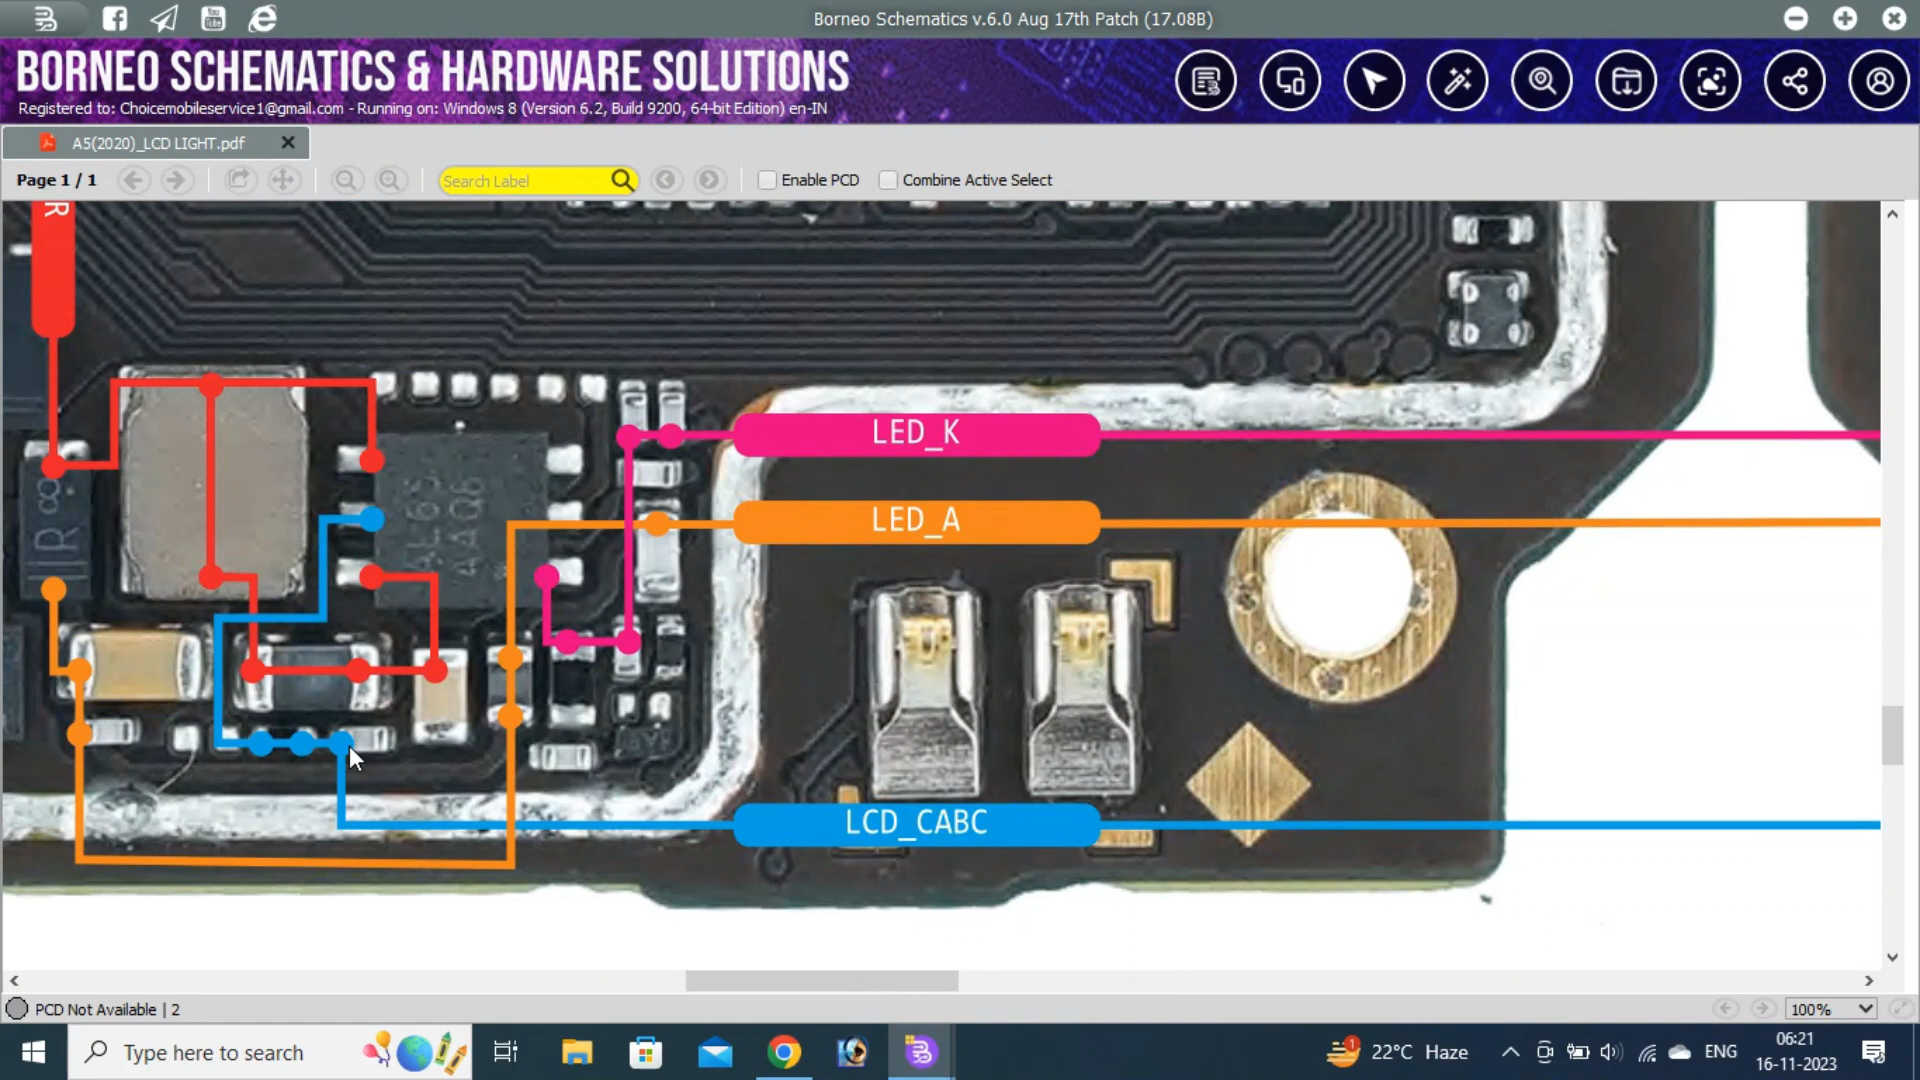 You Tube
Borneo Schematics v.6.0 Aug 17th Patch (17.08B)
BORNEO SCHEMATICS & HARDWARE SOLUTIONS
Registered to: Choicemobileservice1@gmail.com - Running on: Windows 8 (Version 6.2, Build 9200, 64-bit Edition) en-IN
A5(2020)_LCD LIGHT.pdf
Page 1 / 1
Search Label
Enable PCD
Combine Active Select
R
LED_K
LED_A
LCD_CABC
PCD Not Available | 2
100%
Type here to search
1
22°C Haze
ENG
06:21
16-11-2023